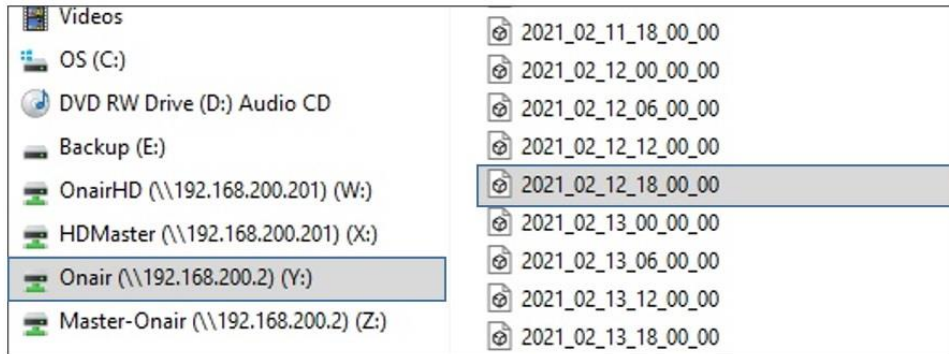 Videos
OS (C:)
DVD RW Drive (D:) Audio CD
Backup (E:)
OnairHD (\\192.168.200.201) (W:)
HDMaster (\\192.168.200.201) (X:)
Onair (\\192.168.200.2) (Y:)
Master-Onair (\\192.168.200.2) (Z:)
2021_02_11_18_00_00
2021_02_12_00_00_00
2021_02_12_06_00_00
2021_02_12_12_00_00
2021_02_12_18_00_00
2021_02_13_00_00_00
2021_02_13_06_00_00
2021_02_13_12_00_00
2021_02_13_18_00_00